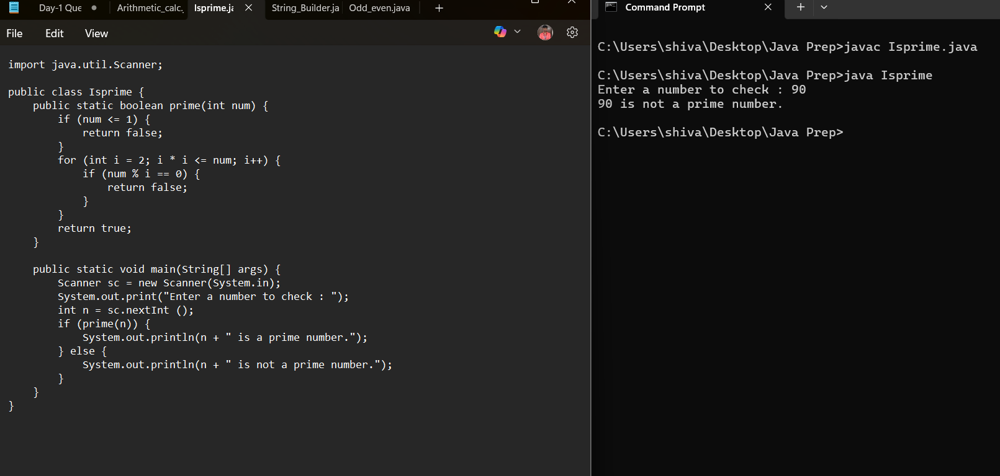 Day-1 Que
Arithmetic_calc.
Isprime.ja
String_Builder.ja
Odd_even.java
File
Edit
View
import java.util.Scanner;
public class Isprime {
    public static boolean prime(int num) {
        if (num <= 1) {
            return false;
        }
        for (int i = 2; i * i <= num; i++) {
            if (num % i == 0) {
                return false;
            }
        }
        return true;
    }
    public static void main(String[] args) {
        Scanner sc = new Scanner(System.in);
        System.out.print("Enter a number to check : ");
        int n = sc.nextInt ();
        if (prime(n)) {
            System.out.println(n + " is a prime number.");
        } else {
            System.out.println(n + " is not a prime number.");
        }
    }
}
Command Prompt
C:\Users\shiva\Desktop\Java Prep>javac Isprime.java
C:\Users\shiva\Desktop\Java Prep>java Isprime
Enter a number to check : 90
90 is not a prime number.
C:\Users\shiva\Desktop\Java Prep>